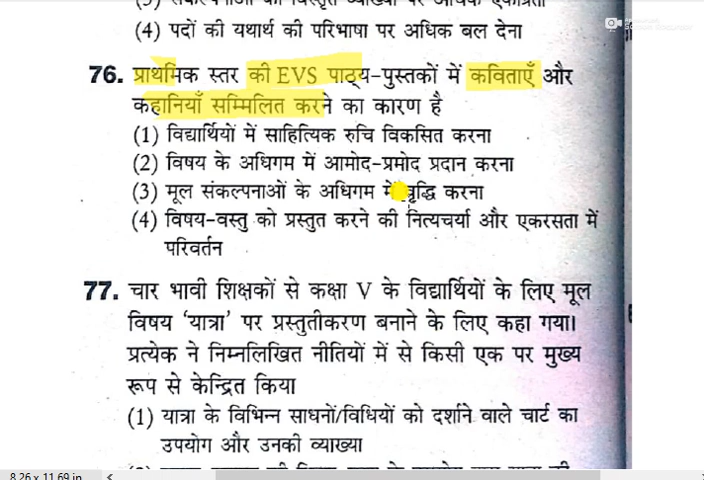 (4) पदों की यथार्थ की परिभाषा पर अधिक बल देना
76. प्राथमिक स्तर की EVS पाठ्य-पुस्तकों में कविताएँ और
कहानियाँ सम्मिलित करने का कारण है
(1) विद्यार्थियों में साहित्यिक रुचि विकसित करना
(2) विषय के अधिगम में आमोद-प्रमोद प्रदान करना
(3) मूल संकल्पनाओं के अधिगम में वृद्धि करना
(4) विषय-वस्तु को प्रस्तुत करने की नित्यचर्या और एकरसता में
परिवर्तन
77. चार भावी शिक्षकों से कक्षा V के विद्यार्थियों के लिए मूल
विषय ‘यात्रा’ पर प्रस्तुतीकरण बनाने के लिए कहा गया।
प्रत्येक ने निम्नलिखित नीतियों में से किसी एक पर मुख्य
रूप से केन्द्रित किया
(1) यात्रा के विभिन्न साधनों/विधियों को दर्शाने वाले चार्ट का
उपयोग और उनकी व्याख्या
8.26 x 11.69 in